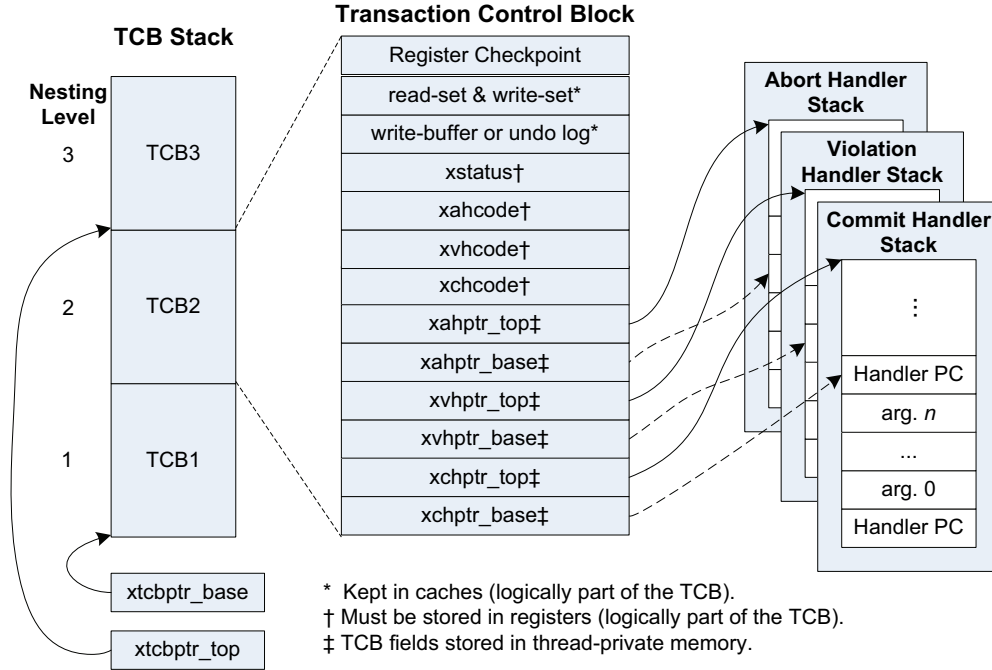 Transaction Control Block
TCB Stack
Nesting
Level
3
TCB3
2
TCB2
1
TCB1
xtcbptr_base
xtcbptr_top
Register Checkpoint
read-set & write-set*
write-buffer or undo log*
xstatus†
xahcode†
xvhcode†
xchcode†
xahptr_top‡
xahptr_base‡
xvhptr_top‡
xvhptr_base‡
xchptr_top‡
xchptr_base‡
Abort Handler
Stack
Violation
Handler Stack
Commit Handler
Stack
⋮
Handler PC
arg. n
...
arg. 0
Handler PC
* Kept in caches (logically part of the TCB).
† Must be stored in registers (logically part of the TCB).
‡ TCB fields stored in thread-private memory.